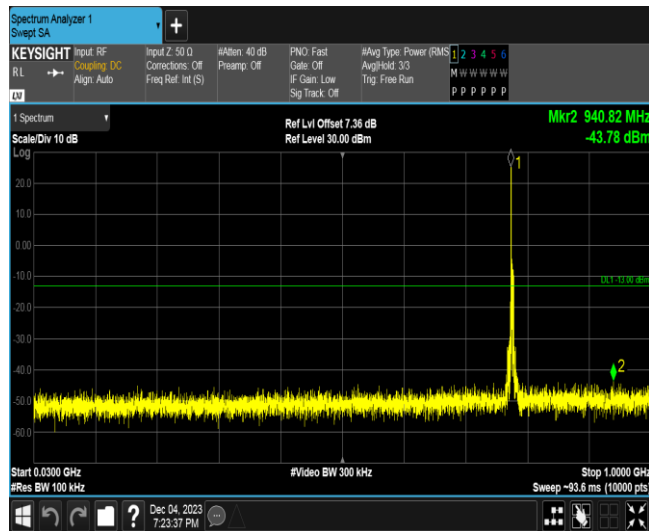 Spectrum Analyzer 1
Swept SA
+
KEYSIGHT
RL
LXI
Input: RF
Coupling: DC
Align: Auto
Input Z: 50 Ω
Corrections: Off
Freq Ref: Int (S)
#Atten: 40 dB
Preamp: Off
PNO: Fast
Gate: Off
IF Gain: Low
Sig Track: Off
#Avg Type: Power (RMS
Avg|Hold: 3/3
Trig: Free Run
1 2 3 4 5 6
M W W W W W
P P P P P P
1 Spectrum
Scale/Div 10 dB
Log
Ref Lvl Offset 7.36 dB
Ref Level 30.00 dBm
Mkr2 940.82 MHz
-43.78 dBm
1
20.0
10.0
0.00
-10.0
DL1 -13.00 dBm
-20.0
-30.0
-40.0
2
-50.0
-60.0
Start 0.0300 GHz
#Res BW 100 kHz
#Video BW 300 kHz
Stop 1.0000 GHz
Sweep ~93.6 ms (10000 pts)
?
Dec 04, 2023
7:23:37 PM